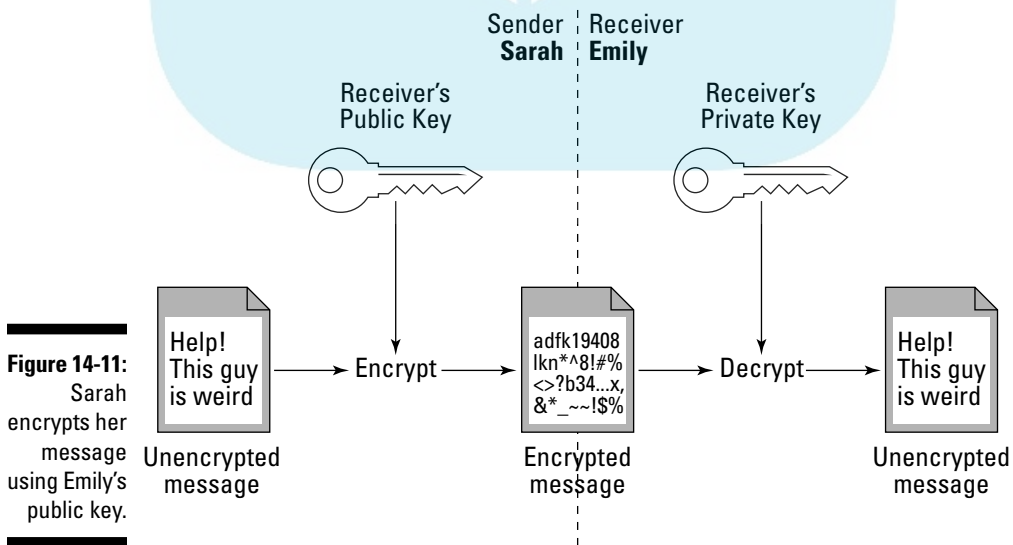 Sender
Sarah
Receiver
Emily
Receiver's
Public Key
Receiver's
Private Key
Help!
This guy
is weird
Encrypt
adfk19408
lkn*^8!#%
<>?b34...x,
&*_~~!$%
Decrypt
Help!
This guy
is weird
Unencrypted
message
Encrypted
message
Unencrypted
message
Figure 14-11:
Sarah
encrypts her
message
using Emily's
public key.